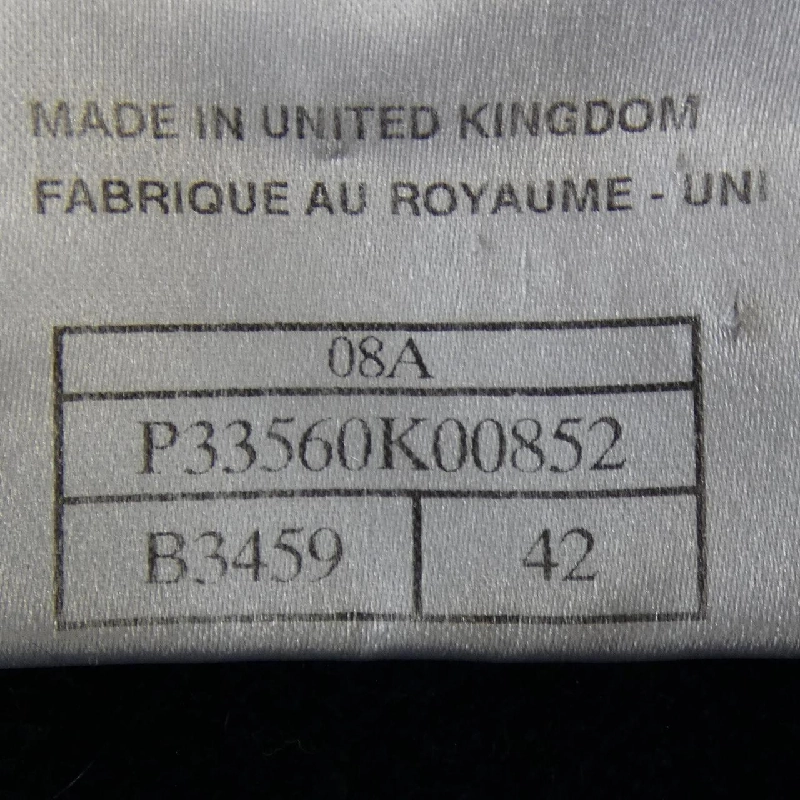 MADE IN UNITED KINGDOM
FABRIQUE AU ROYAUME - UNI
08A
P33560K00852
B3459 42